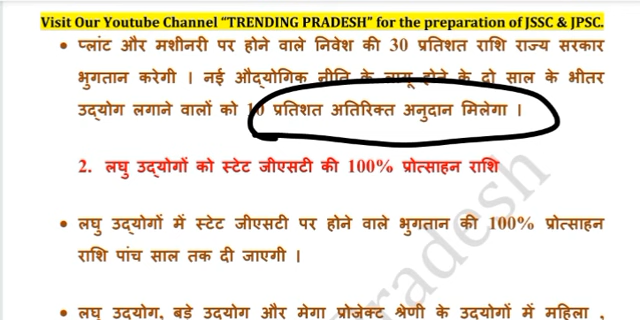 Visit Our Youtube Channel “TRENDING PRADESH” for the preparation of JSSC & JPSC.
• प्लांट और मशीनरी पर होने वाले निवेश की 30 प्रतिशत राशि राज्य सरकार
भुगतान करेगी । नई औद्योगिक नीति के लागू होने के दो साल के भीतर
उद्योग लगाने वालों को 10 प्रतिशत अतिरिक्त अनुदान मिलेगा ।
2. लघु उद्योगों को स्टेट जीएसटी की 100% प्रोत्साहन राशि
• लघु उद्योगों में स्टेट जीएसटी पर होने वाले भुगतान की 100% प्रोत्साहन
राशि पांच साल तक दी जाएगी ।
• लघु उद्योग, बड़े उद्योग और मेगा प्रोजेक्ट श्रेणी के उद्योगों में महिला ,
radesh